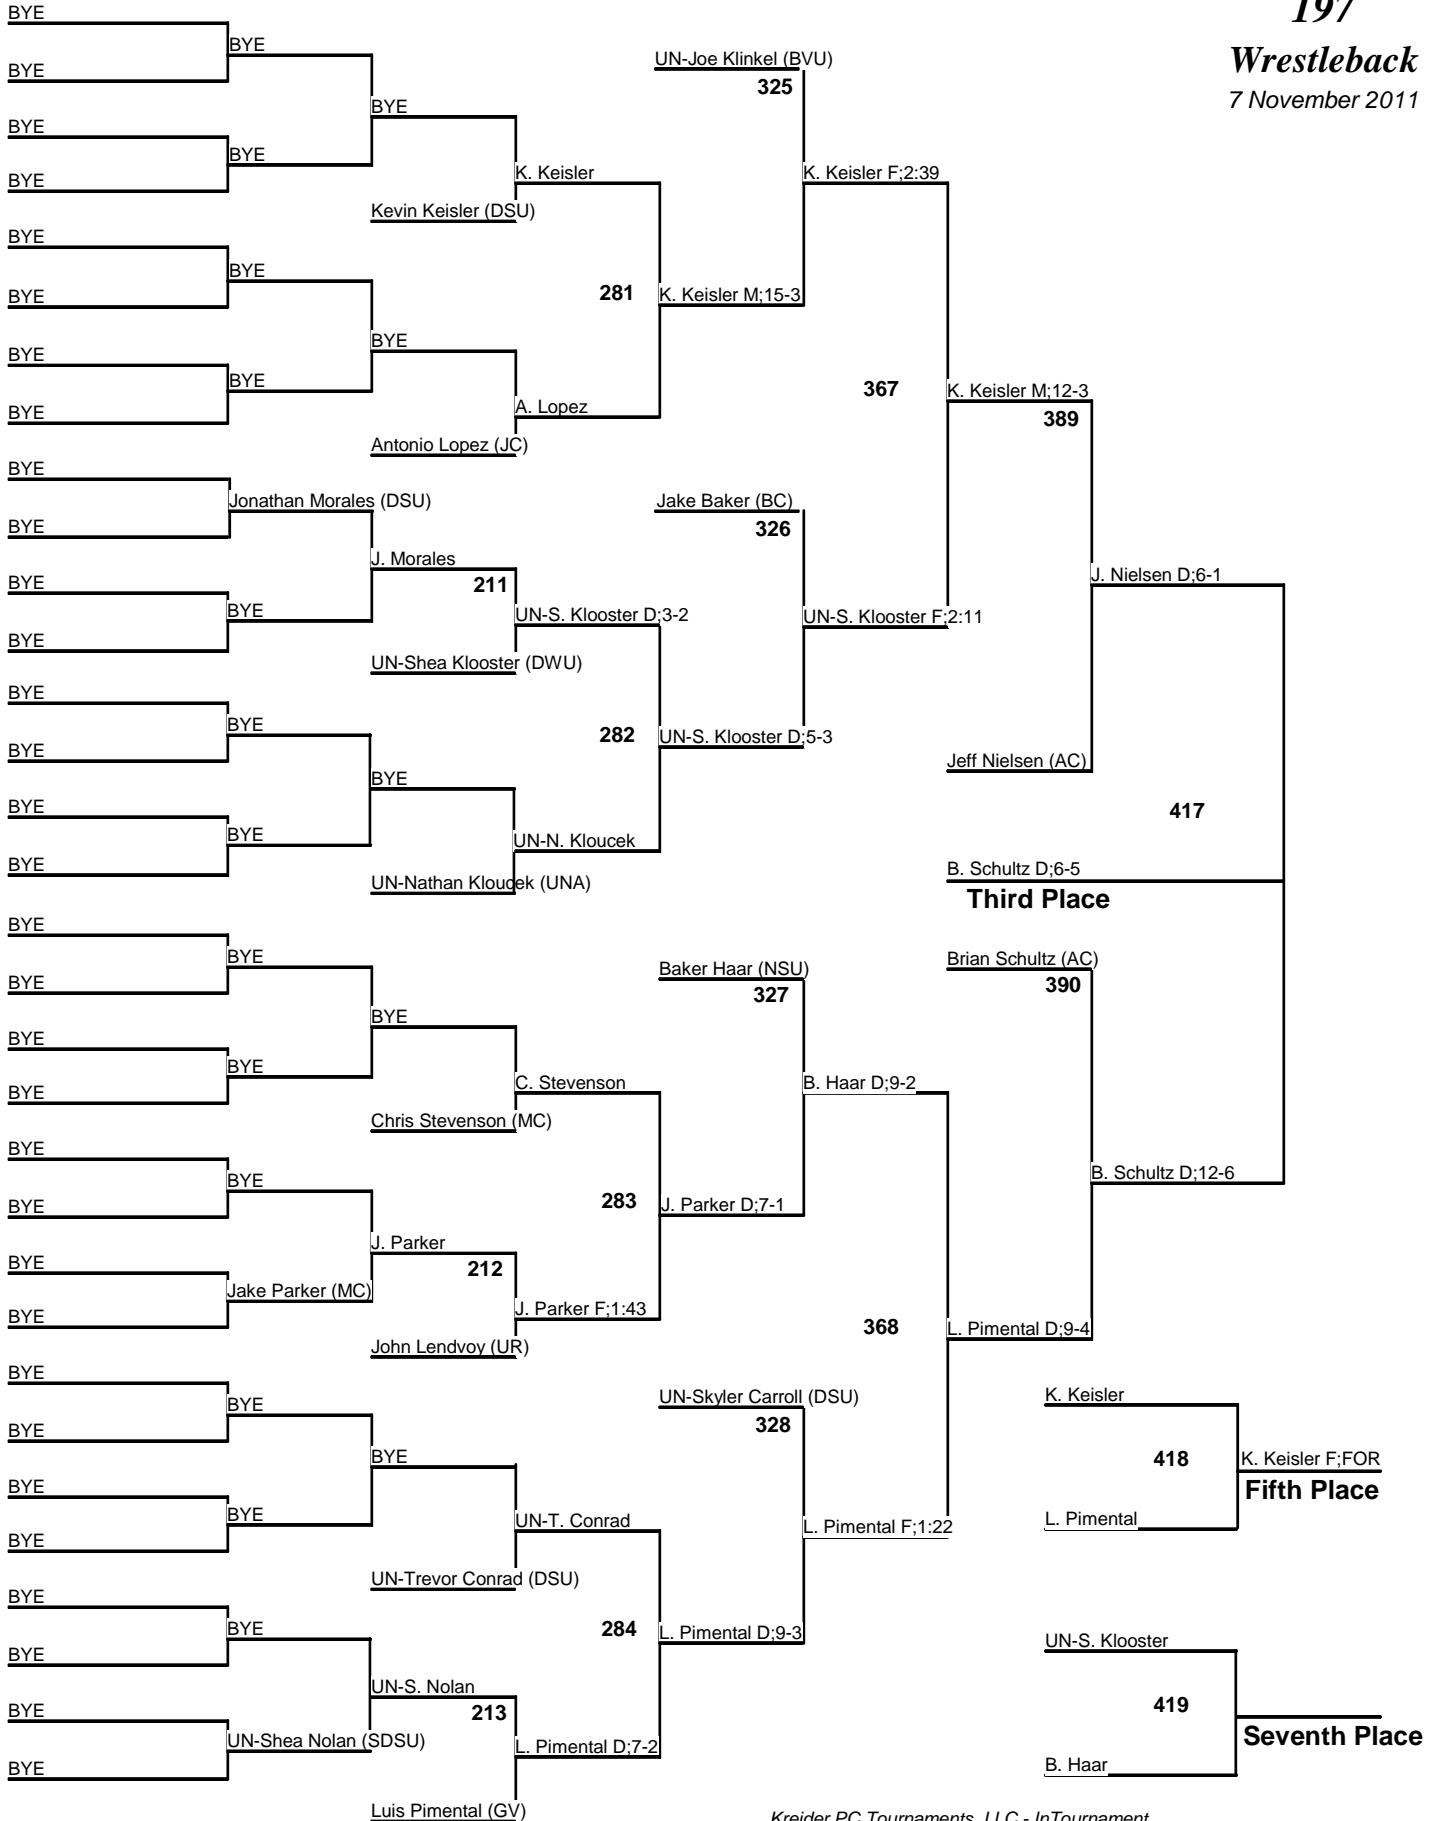 197
Wrestleback
7 November 2011
BYE
BYE
BYE
UN-Joe Klinkel (BVU)
325
BYE
BYE
BYE
BYE
K. Keisler
K. Keisler F;2:39
BYE
Kevin Keisler (DSU)
BYE
BYE
281
K. Keisler M;15-3
BYE
BYE
BYE
BYE
367
K. Keisler M;12-3
A. Lopez
389
BYE
Antonio Lopez (JC)
BYE
Jonathan Morales (DSU)
Jake Baker (BC)
BYE
326
J. Morales
BYE
211
J. Nielsen D;6-1
BYE
UN-S. Klooster D;3-2
UN-S. Klooster F;2:11
BYE
UN-Shea Klooster (DWU)
BYE
BYE
282
UN-S. Klooster D;5-3
BYE
Jeff Nielsen (AC)
BYE
BYE
417
BYE
UN-N. Kloucek
BYE
B. Schultz D;6-5
UN-Nathan Kloucek (UNA)
Third Place
BYE
BYE
Baker Haar (NSU)
Brian Schultz (AC)
BYE
327
390
BYE
BYE
BYE
C. Stevenson
B. Haar D;9-2
BYE
Chris Stevenson (MC)
BYE
BYE
B. Schultz D;12-6
BYE
283
J. Parker D;7-1
J. Parker
BYE
212
Jake Parker (MC)
J. Parker F;1:43
BYE
368
L. Pimental D;9-4
John Lendvoy (UR)
BYE
BYE
UN-Skyler Carroll (DSU)
K. Keisler
BYE
328
BYE
418
K. Keisler F;FOR
BYE
Fifth Place
BYE
UN-T. Conrad
L. Pimental F;1:22
L. Pimental
BYE
UN-Trevor Conrad (DSU)
BYE
BYE
284
L. Pimental D;9-3
UN-S. Klooster
BYE
UN-S. Nolan
BYE
213
419
UN-Shea Nolan (SDSU)
L. Pimental D;7-2
Seventh Place
BYE
B. Haar
Luis Pimental (GV)
Kreider PC Tournaments, LLC - InTournament